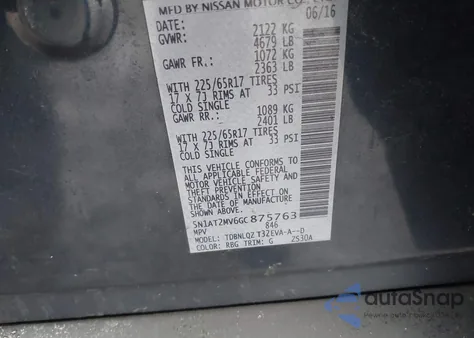 MFD BY NISSAN MOTOR CO.,
DATE: 06/16
GVWR: 2122 KG
4679 LB
GAWR FR.: 1072 KG
2363 LB
WITH 225/65R17 TIRES
17 X 7J RIMS AT 33 PSI
COLD SINGLE
GAWR RR.: 1089 KG
2401 LB
WITH 225/65R17 TIRES
17 X 7J RIMS AT 33 PSI
COLD SINGLE
THIS VEHICLE CONFORMS TO
ALL APPLICABLE FEDERAL
MOTOR VEHICLE SAFETY AND
THEFT PREVENTION
STANDARDS IN EFFECT ON
THE DATE OF MANUFACTURE
SHOWN ABOVE.
5N1AT2MV6GC875763
MPV 846
MODEL: TDBNLQZ T32EVA-A--D
COLOR: RBG TRIM: G 2530A
autoSnap